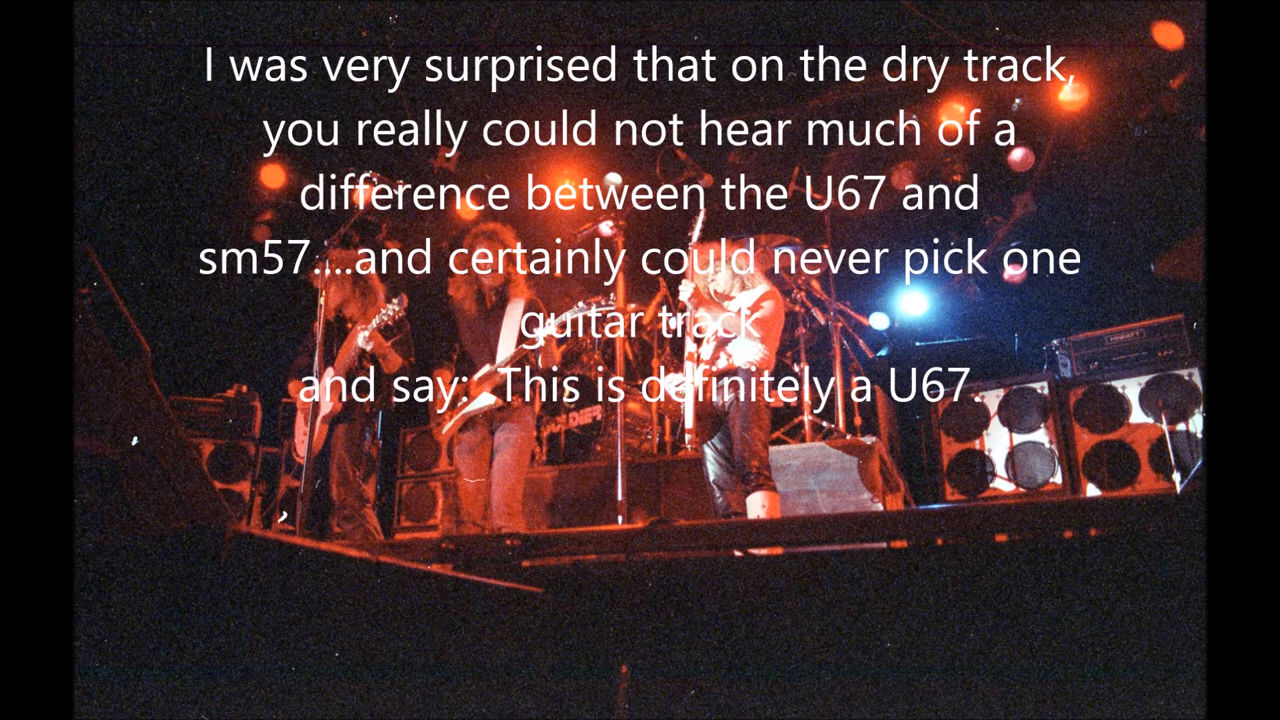 I was very surprised that on the dry track,
you really could not hear much of a
difference between the U67 and
sm57....and certainly could never pick one
guitar track
and say:  This is definitely a U67.